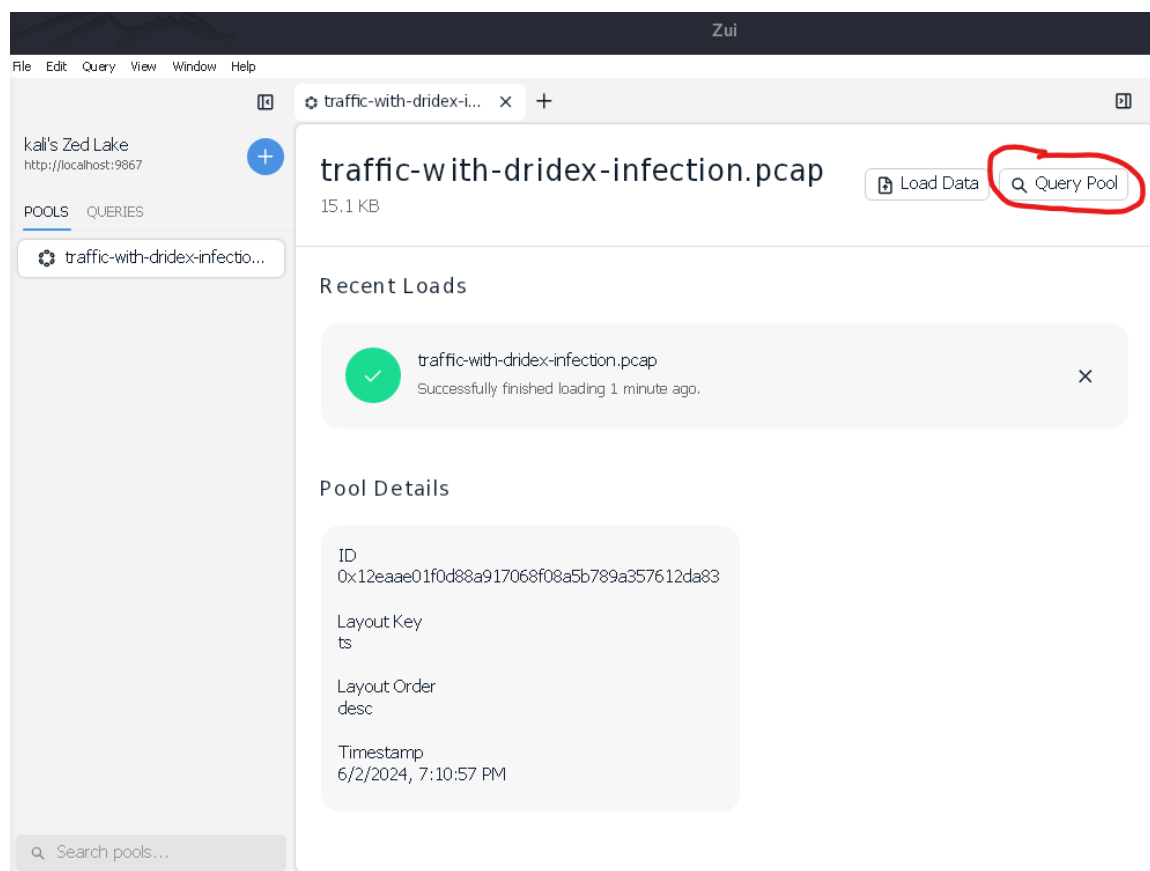 Zui
File Edit Query View Window Help
traffic-with-dridex-i...
kali's Zed Lake
http://localhost:9867
POOLS QUERIES
traffic-with-dridex-infectio...
Search pools...
traffic-with-dridex-infection.pcap
15.1 KB
Load Data
Query Pool
Recent Loads
traffic-with-dridex-infection.pcap
Successfully finished loading 1 minute ago.
Pool Details
ID
0x12eaae01f0d88a917068f08a5b789a357612da83
Layout Key
ts
Layout Order
desc
Timestamp
6/2/2024, 7:10:57 PM